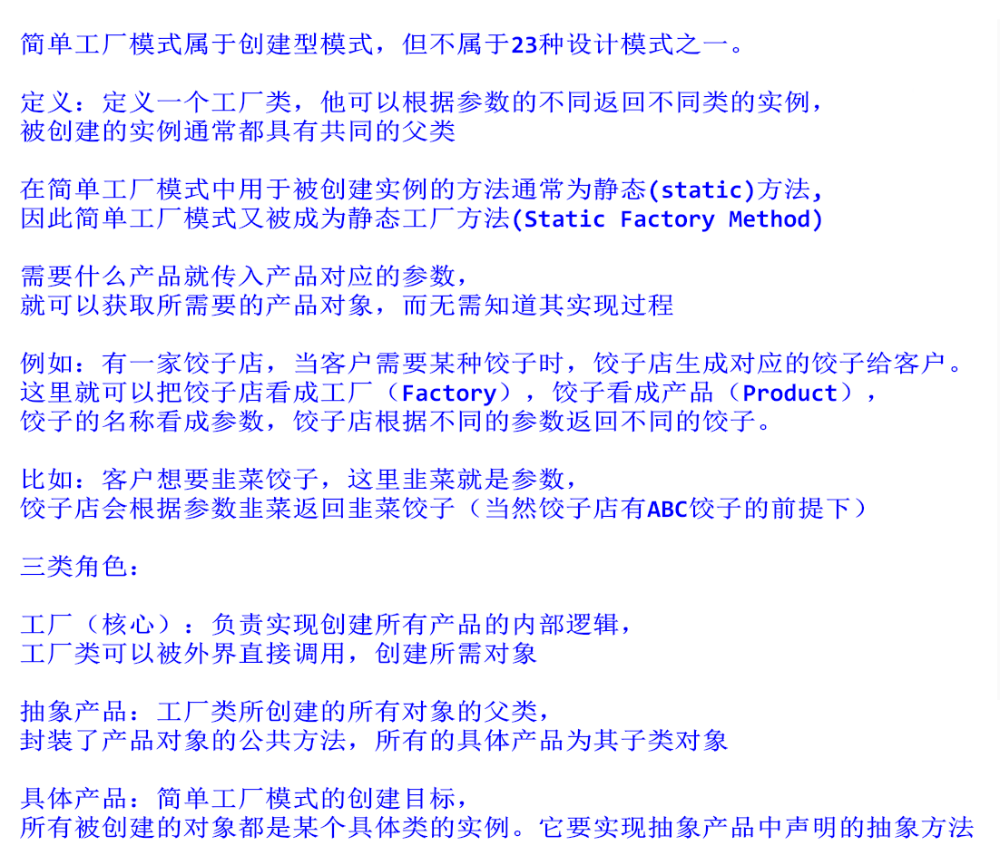 简单工厂模式属于创建型模式，但不属于23种设计模式之一。
定义：定义一个工厂类，他可以根据参数的不同返回不同类的实例，
被创建的实例通常都具有共同的父类
在简单工厂模式中用于被创建实例的方法通常为静态(static)方法,
因此简单工厂模式又被成为静态工厂方法(Static Factory Method)
需要什么产品就传入产品对应的参数，
就可以获取所需要的产品对象，而无需知道其实现过程
例如：有一家饺子店，当客户需要某种饺子时，饺子店生成对应的饺子给客户。
这里就可以把饺子店看成工厂（Factory），饺子看成产品（Product），
饺子的名称看成参数，饺子店根据不同的参数返回不同的饺子。
比如：客户想要韭菜饺子，这里韭菜就是参数，
饺子店会根据参数韭菜返回韭菜饺子（当然饺子店有ABC饺子的前提下）
三类角色：
工厂（核心）：负责实现创建所有产品的内部逻辑，
工厂类可以被外界直接调用，创建所需对象
抽象产品：工厂类所创建的所有对象的父类，
封装了产品对象的公共方法，所有的具体产品为其子类对象
具体产品：简单工厂模式的创建目标，
所有被创建的对象都是某个具体类的实例。它要实现抽象产品中声明的抽象方法